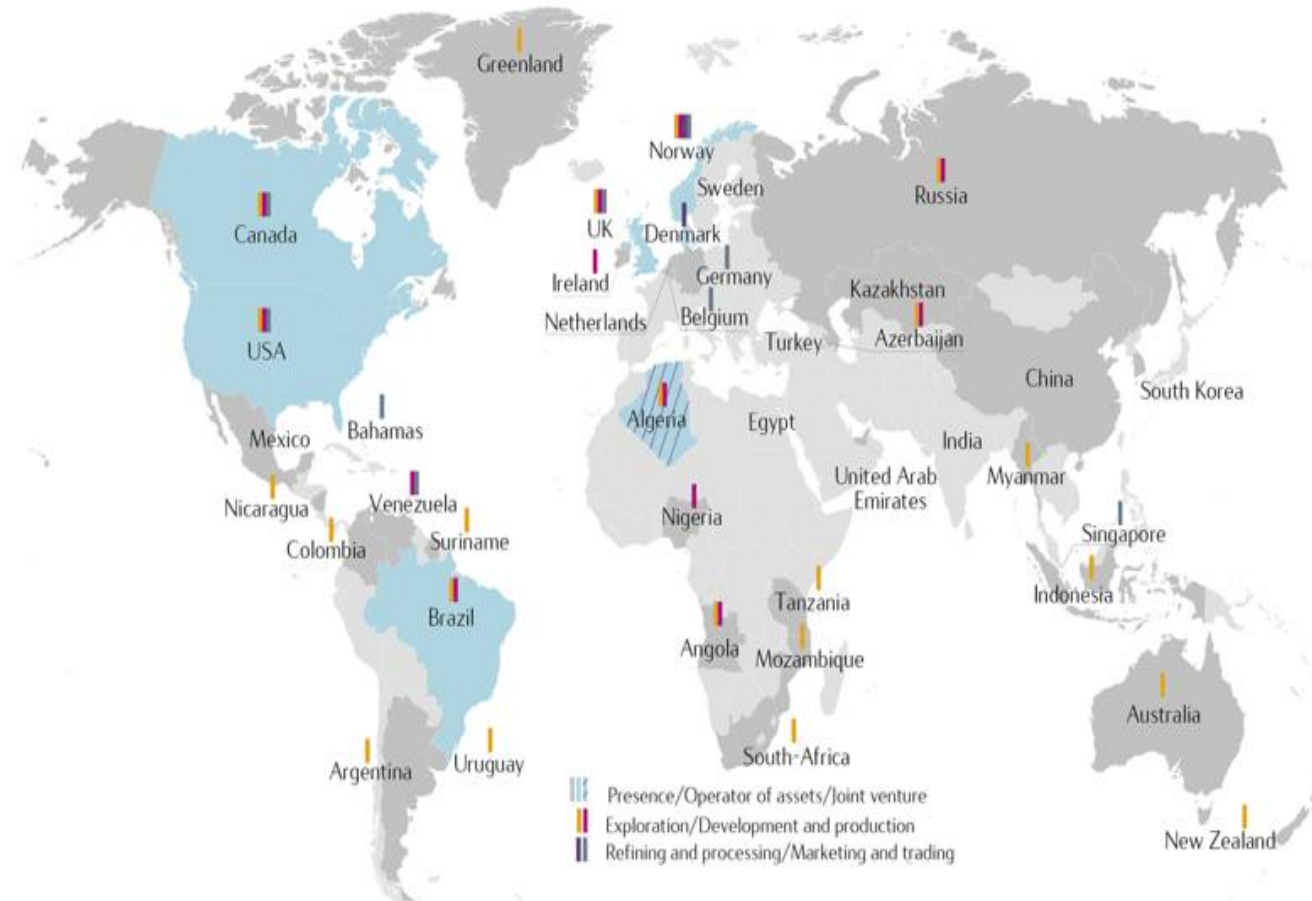 Greenland
Norway
Sweden
Russia
Canada
UK
Denmark
Ireland
Germany
Kazakhstan
Netherlands
Belgium
Azerbaijan
USA
Turkey
China
South Korea
Bahamas
Algeria
Egypt
India
Mexico
Myanmar
United Arab
Emirates
Nicaragua
Venezuela
Nigeria
Singapore
Colombia
Suriname
Indonesia
Brazil
Tanzania
Angola
Mozambique
Australia
South-Africa
Argentina
Uruguay
New Zealand
Presence/Operator of assets/Joint venture
Exploration/Development and production
Refining and processing/Marketing and trading